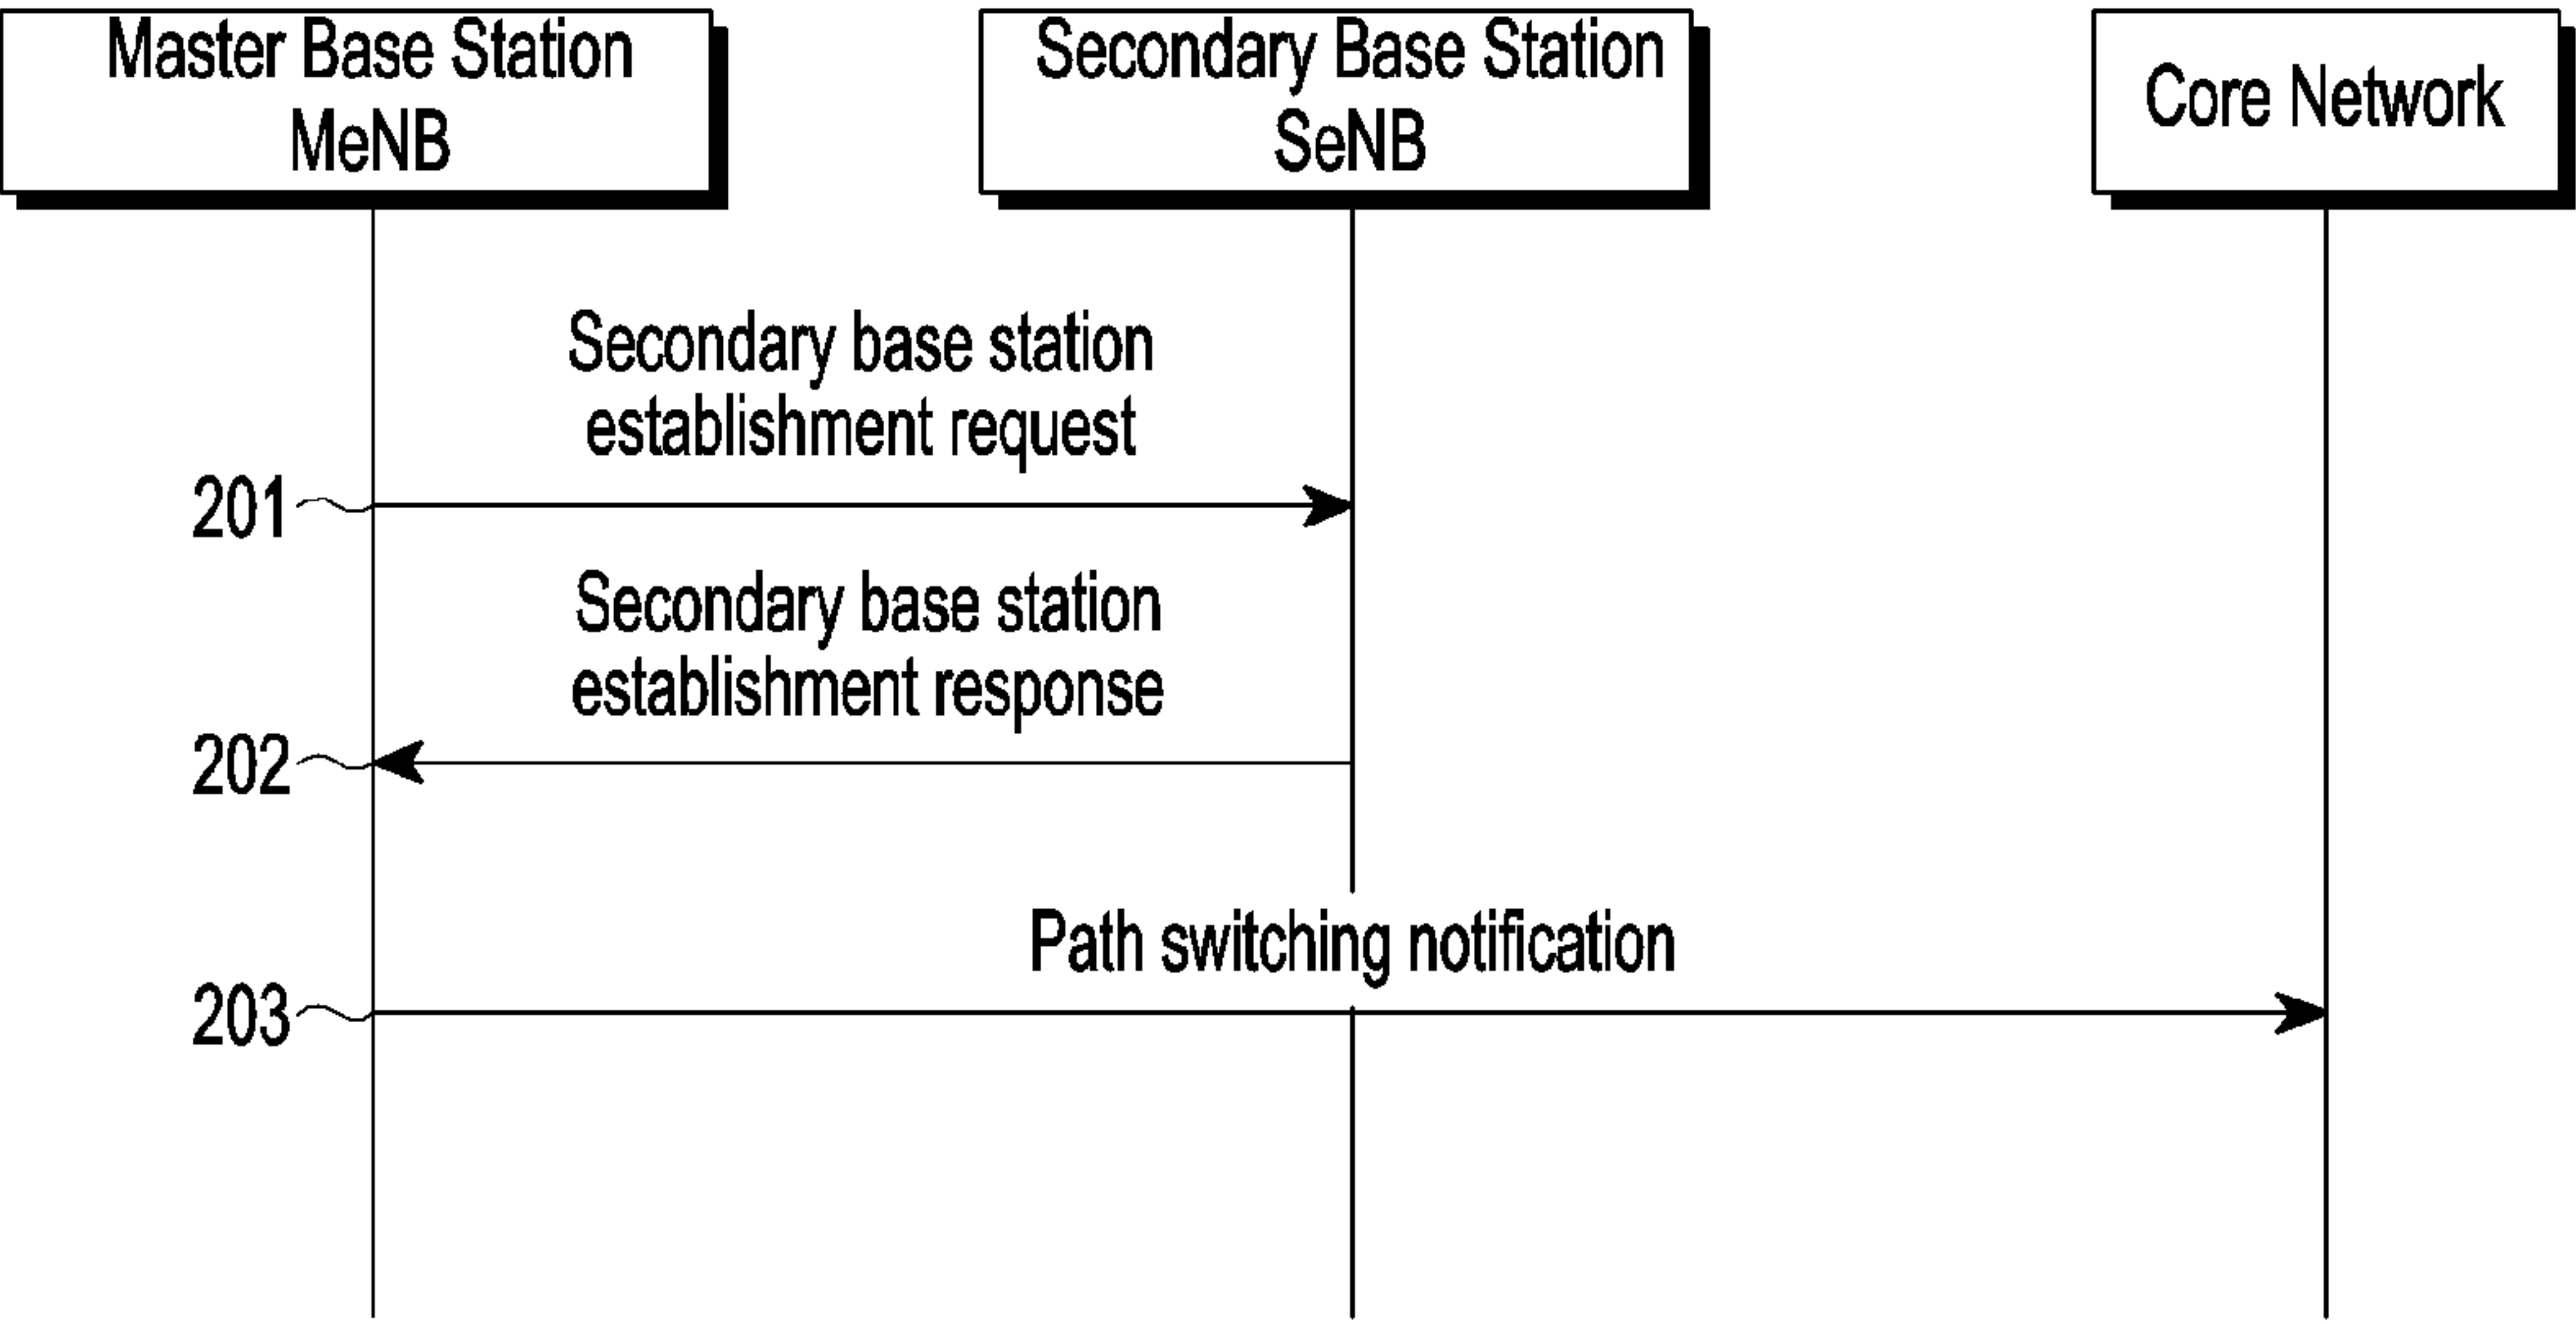 Master Base Station
MeNB
Secondary Base Station
SeNB
Core Network
Secondary base station
establishment request
201
Secondary base station
establishment response
202
Path switching notification
203